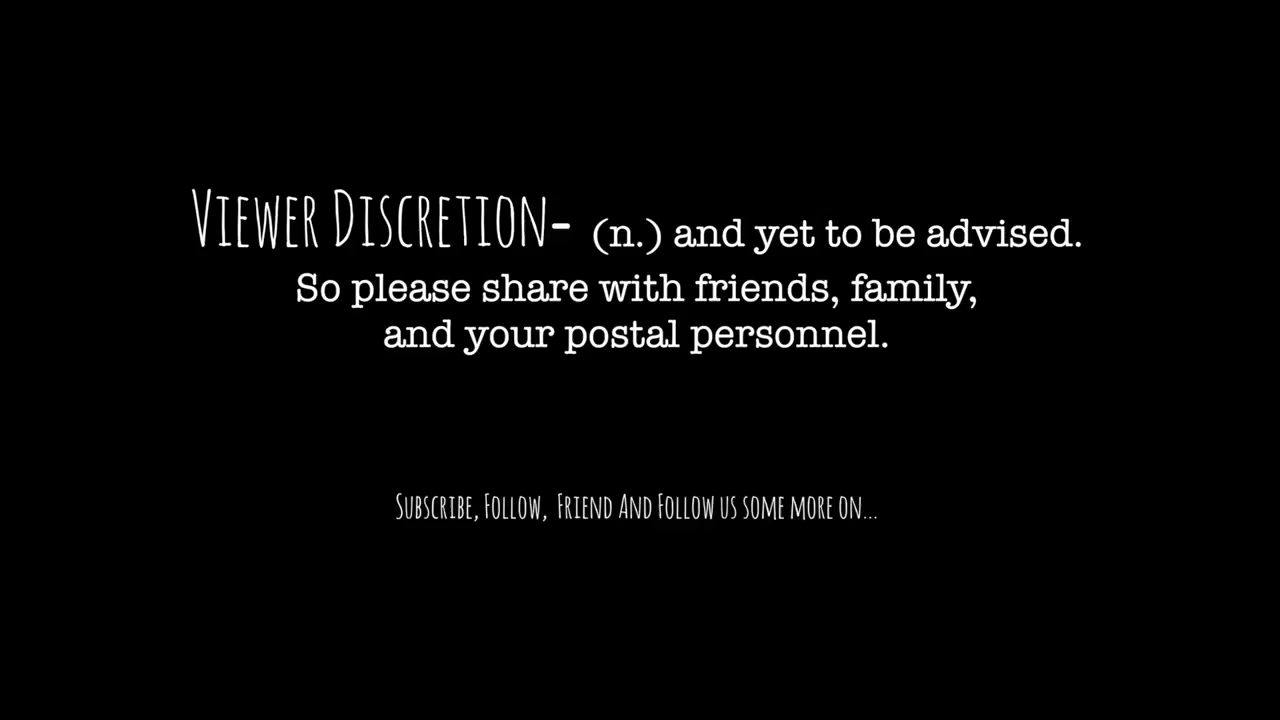 Viewer Discretion- (n.) and yet to be advised.
So please share with friends, family,
and your postal personnel.
Subscribe, Follow, Friend And Follow us some more on...